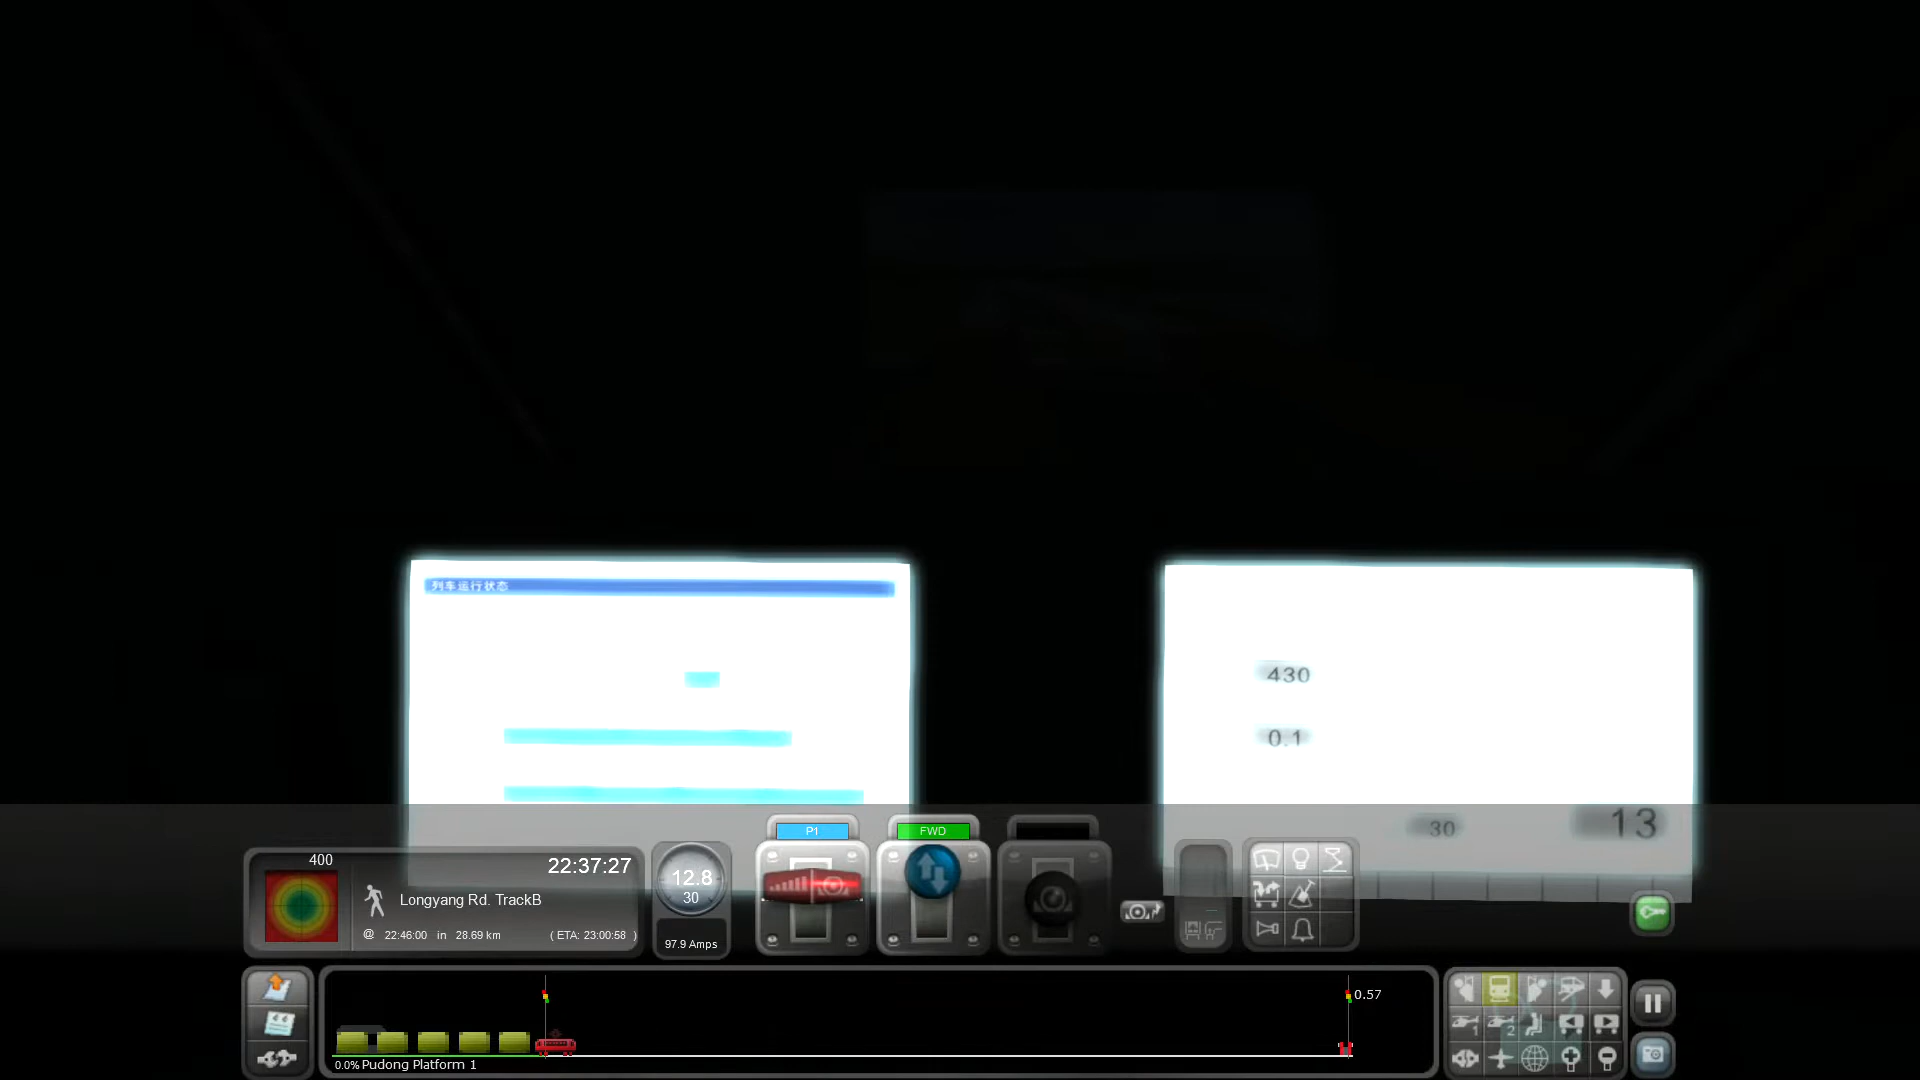 列车运行状态
430
0.1
30
13
P1
FWD
400
22:37:27
Longyang Rd. TrackB
@ 22:46:00 in 28.69 km ( ETA: 23:00:58 )
12.8
30
97.9 Amps
0.57
1
2
0.0% Pudong Platform 1